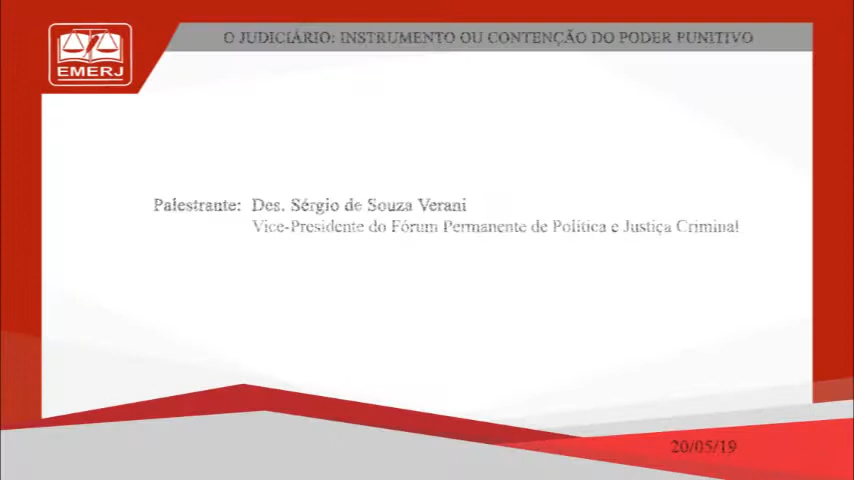 O JUDICIÁRIO: INSTRUMENTO OU CONTENÇÃO DO PODER PUNITIVO
EMERJ
Palestrante: Des. Sérgio de Souza Verani
Vice-Presidente do Fórum Permanente de Política e Justiça Criminal
20/05/19